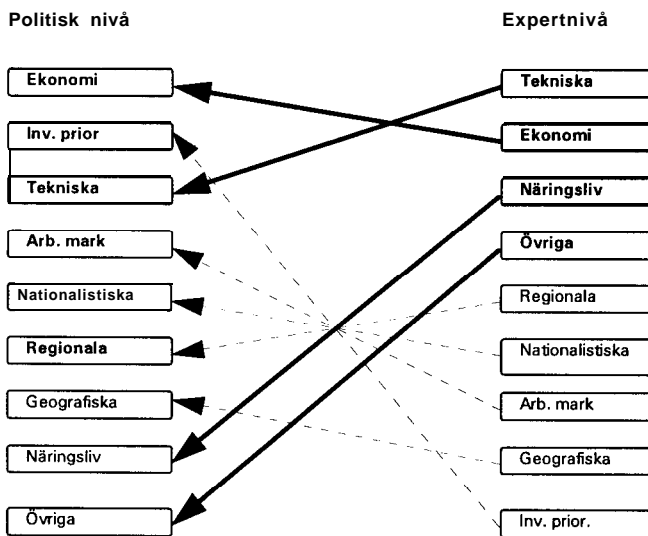 Politisk nivå
Expertnivå
Ekonomi
Inv. prior
Tekniska
Arb. mark
Nationalistiska
Regionala
Geografiska
Näringsliv
Övriga
Tekniska
Ekonomi
Näringsliv
Övriga
Regionala
Nationalistiska
Arb. mark
Geografiska
Inv. prior.